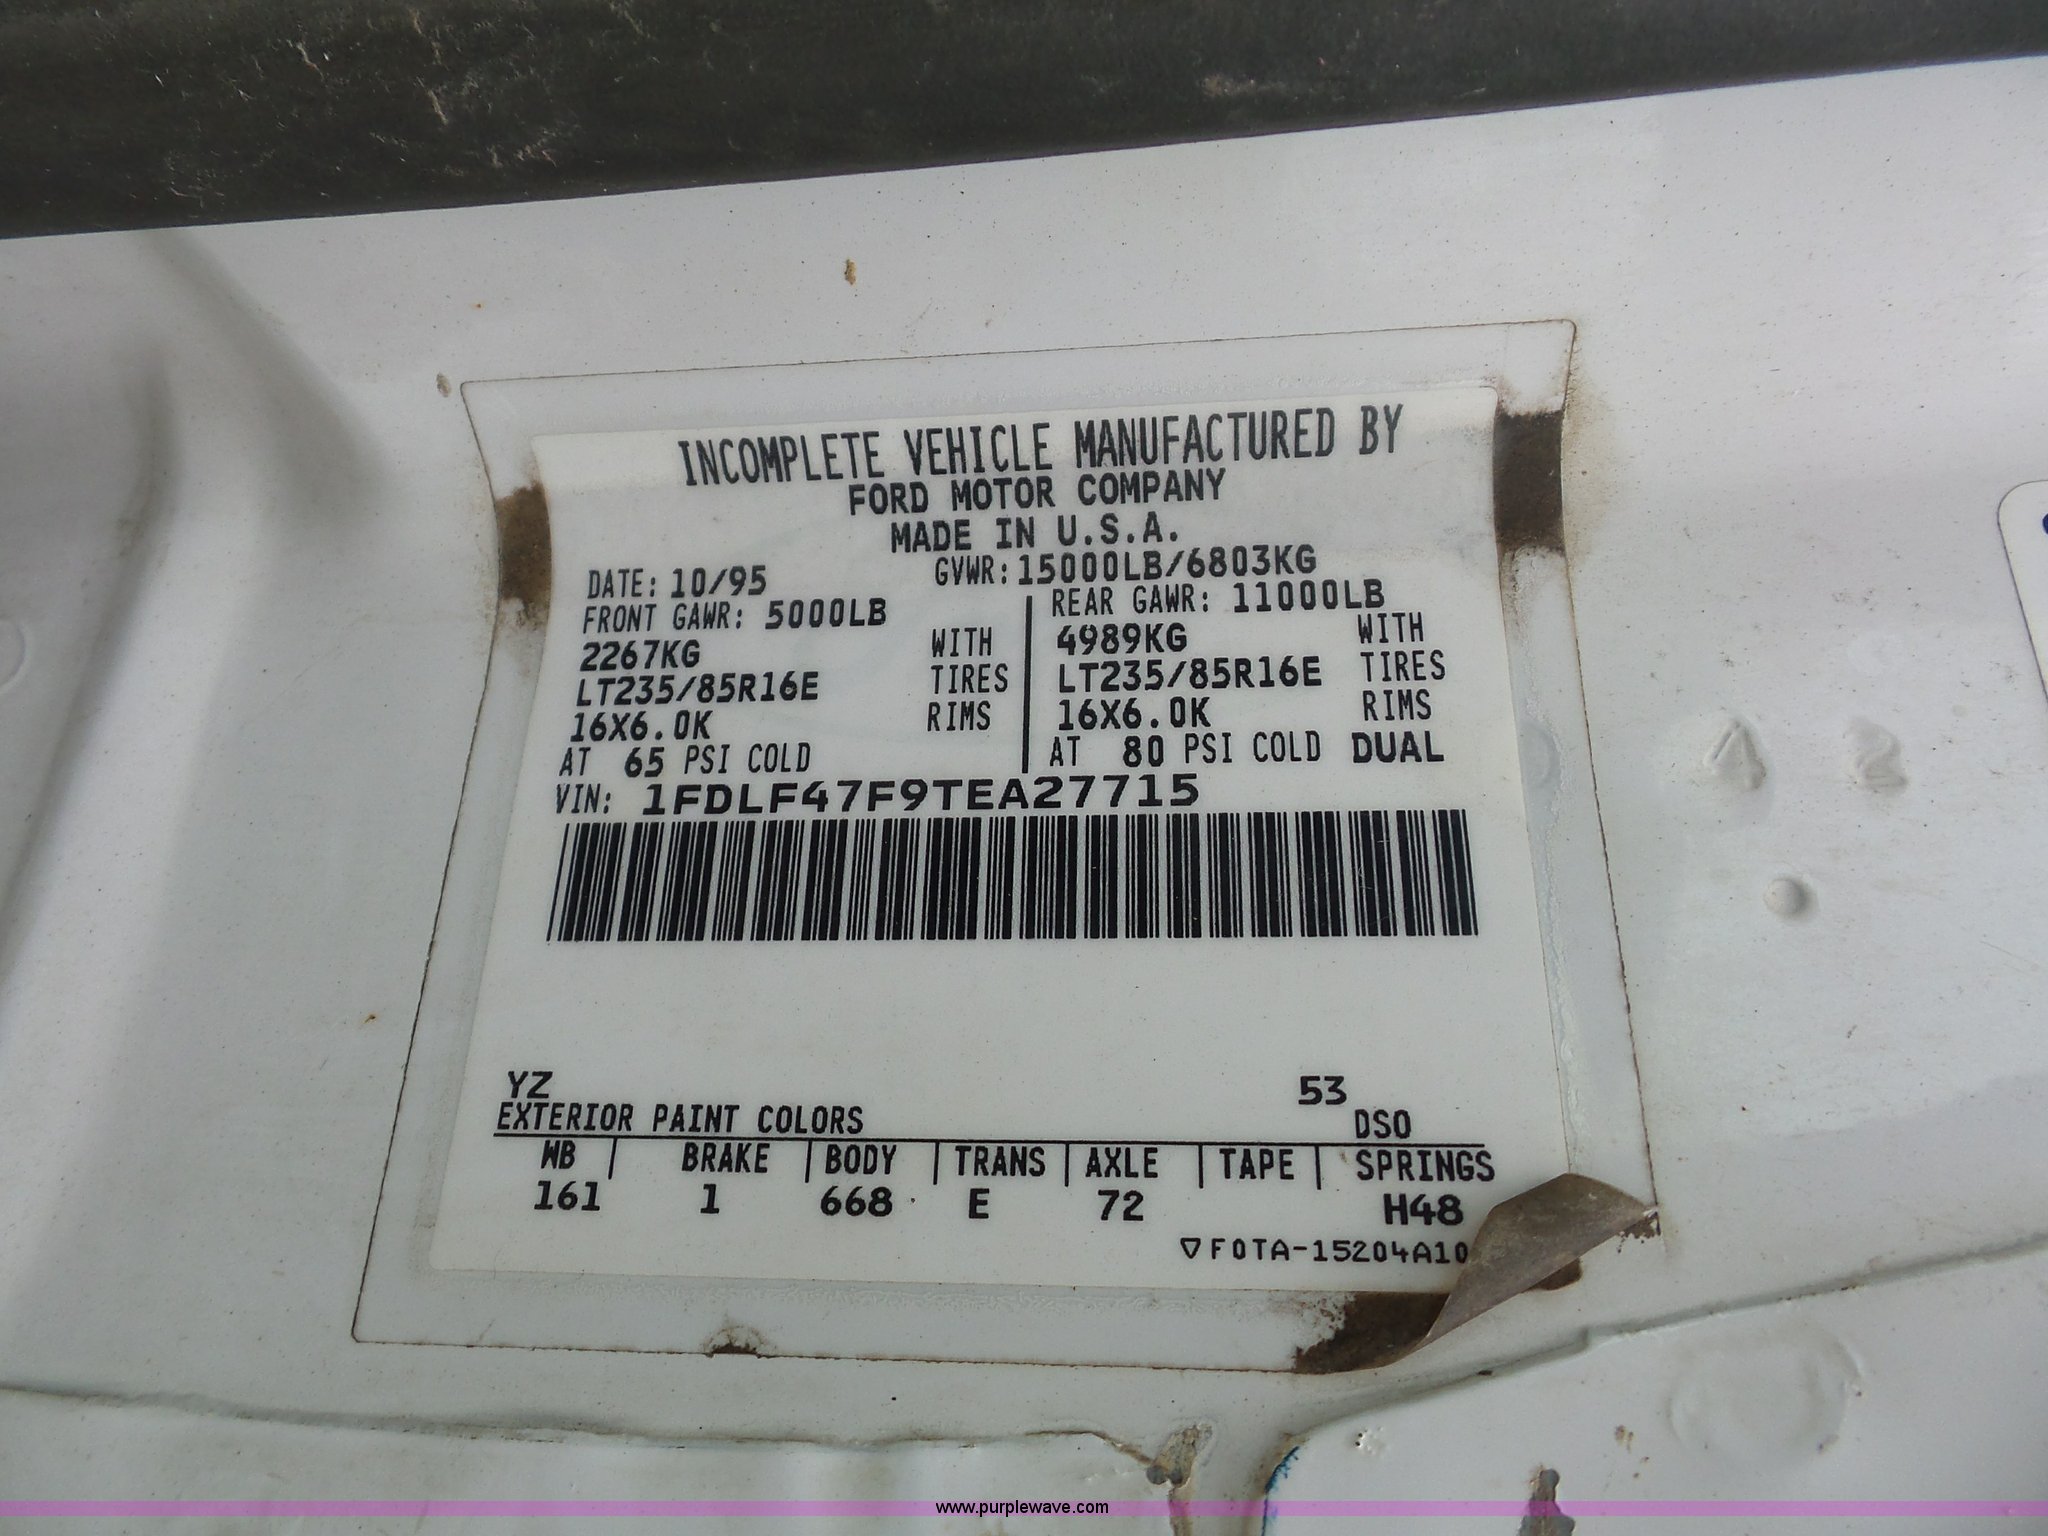 INCOMPLETE VEHICLE MANUFACTURED BY
FORD MOTOR COMPANY
MADE IN U.S.A.
DATE: 10/95 GVWR: 15000LB/6803KG
FRONT GAWR: 5000LB REAR GAWR: 11000LB
2267KG WITH 4989KG WITH
LT235/85R16E TIRES LT235/85R16E TIRES
16X6.0K RIMS 16X6.0K RIMS
AT 65 PSI COLD AT 80 PSI COLD DUAL
VIN: 1FDLF47F9TEA27715
YZ 53
EXTERIOR PAINT COLORS DSO
WB | BRAKE | BODY | TRANS | AXLE | TAPE | SPRINGS
161 1 668 E 72 H48
▽F0TA-15204A10
42
www.purplewave.com